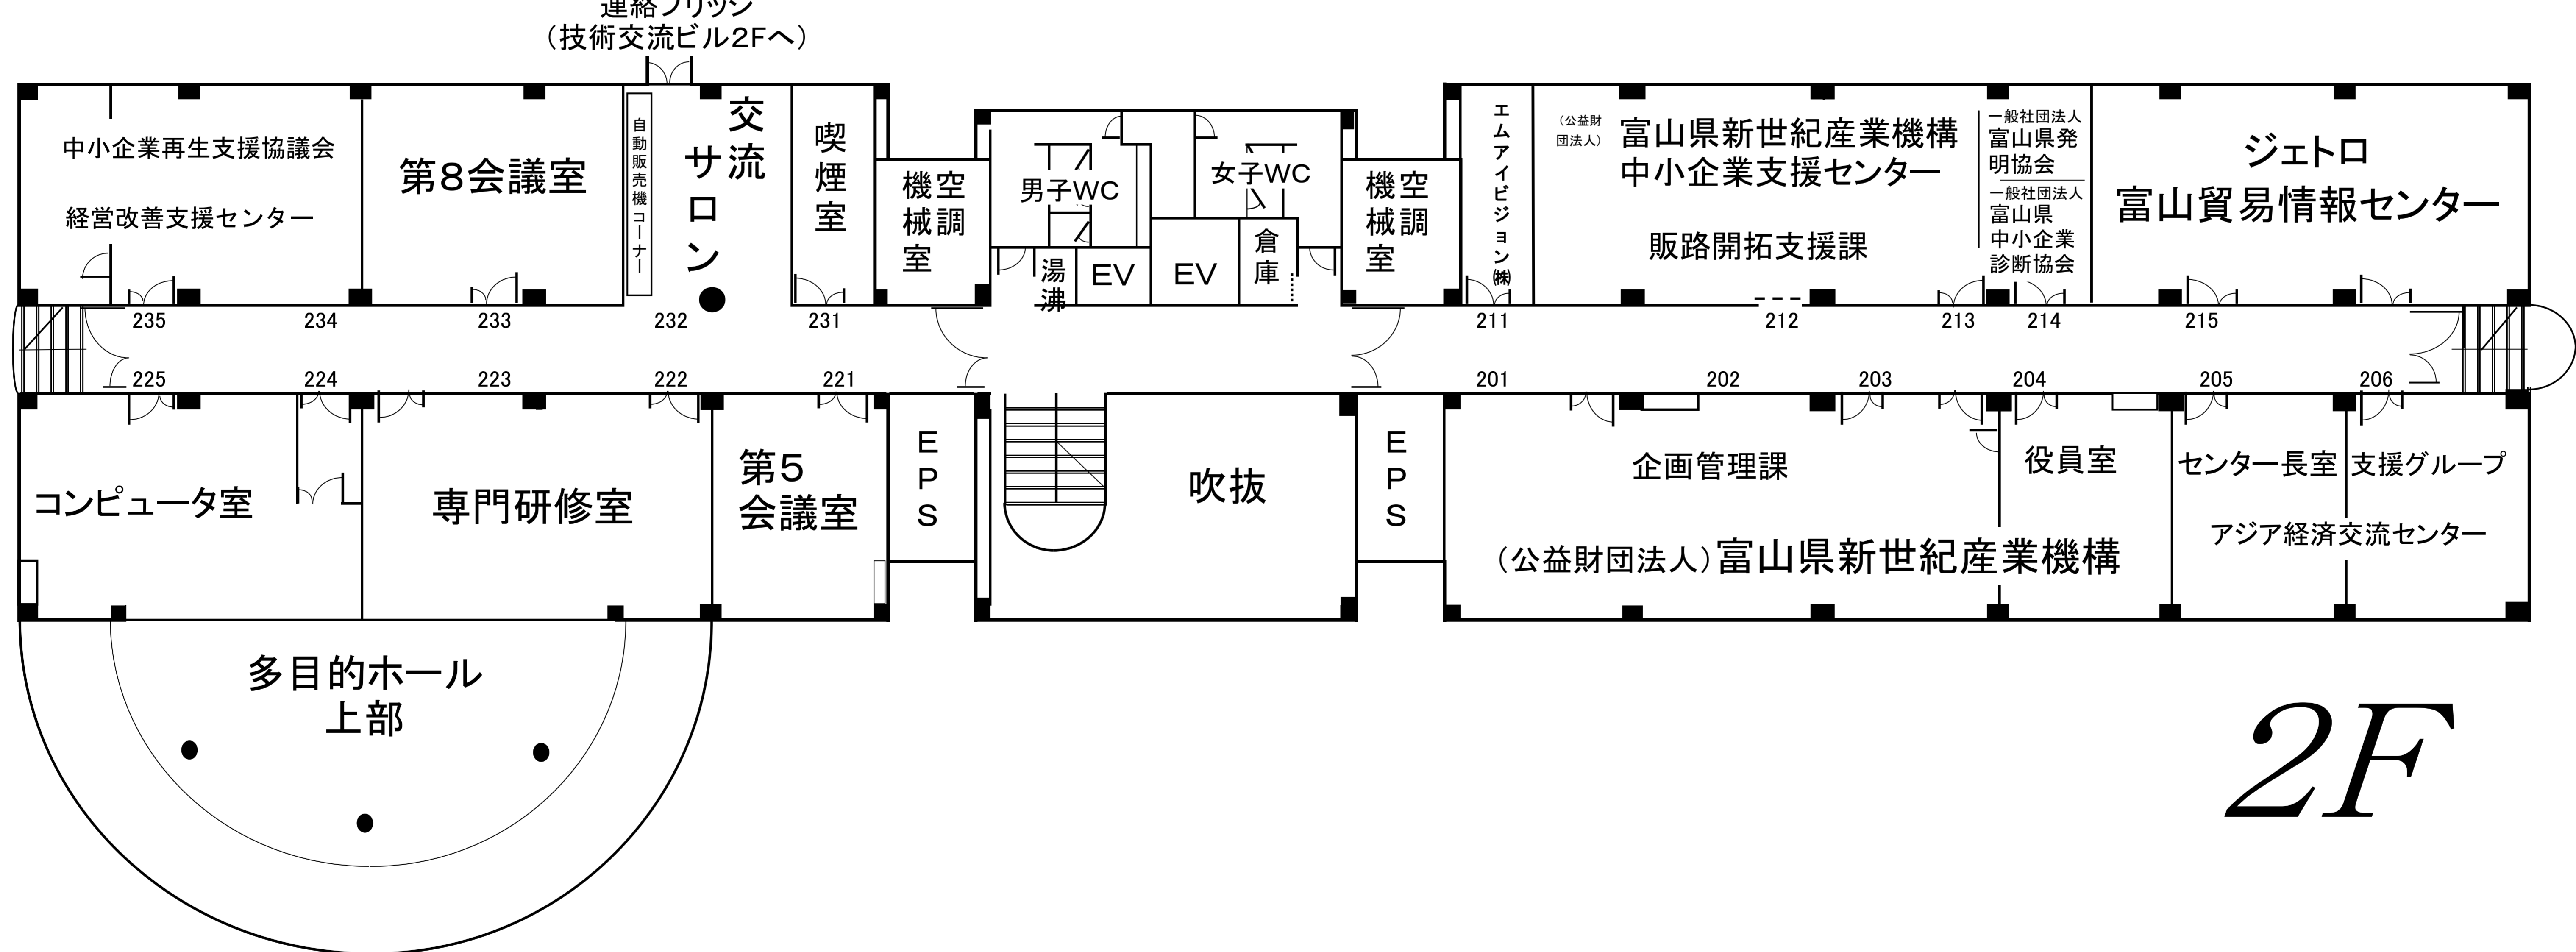 連絡ブリッジ
(技術交流ビル2Fへ)
中小企業再生支援協議会
経営改善支援センター
第8会議室
自動販売機コーナー
交流
サロン
喫煙室
空調
機械室
男子WC
女子WC
湯沸
EV
EV
倉庫
空調
機械室
エムアイビジョン㈱
(公益財
団法人)
富山県新世紀産業機構
中小企業支援センター
販路開拓支援課
一般社団法人
富山県発
明協会
一般社団法人
富山県
中小企業
診断協会
ジェトロ
富山貿易情報センター
235
234
233
232
231
211
212
213
214
215
225
224
223
222
221
201
202
203
204
205
206
コンピュータ室
専門研修室
第5
会議室
EPS
吹抜
EPS
企画管理課
役員室
(公益財団法人)富山県新世紀産業機構
センター長室
支援グループ
アジア経済交流センター
多目的ホール
上部
2F